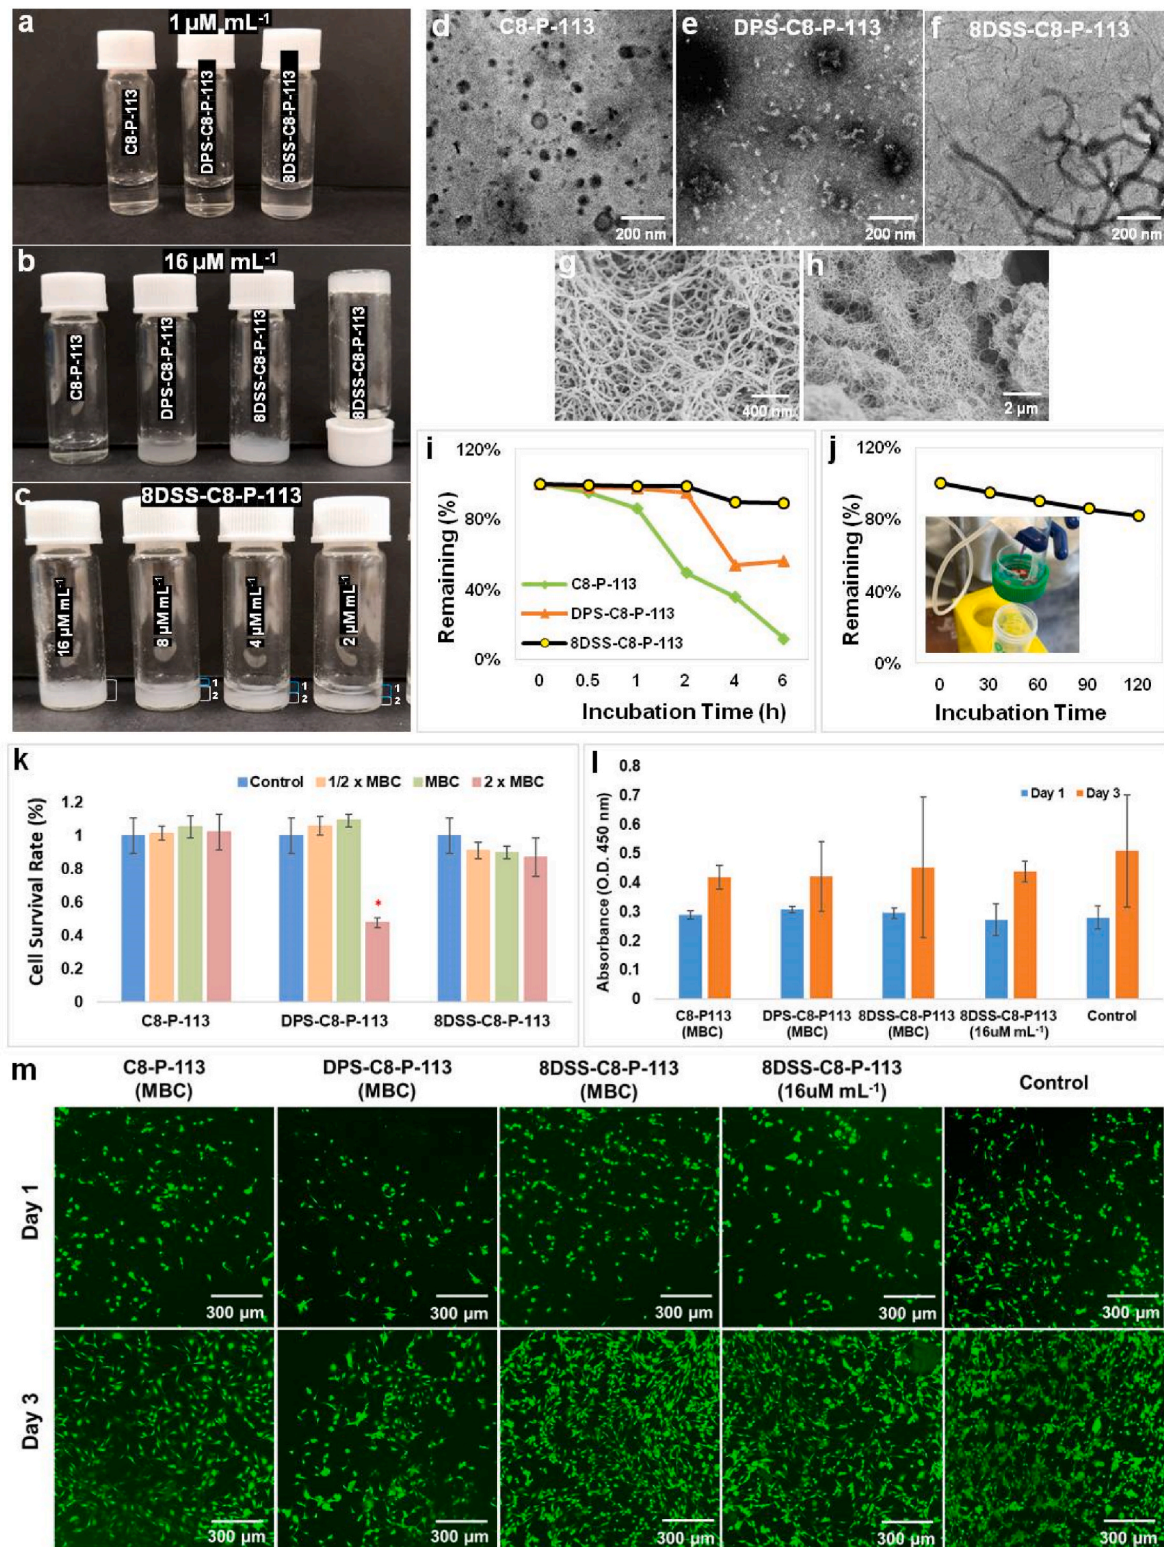 a
1 µM mL-1
C8-P-113
DPS-C8-P-113
8DSS-C8-P-113
b
16 µM mL-1
C8-P-113
DPS-C8-P-113
8DSS-C8-P-113
8DSS-C8-P-113
c
8DSS-C8-P-113
16 µM mL-1
8 µM mL-1
4 µM mL-1
2 µM mL-1
1
2
1
2
1
2
d
C8-P-113
200 nm
e
DPS-C8-P-113
200 nm
f
8DSS-C8-P-113
200 nm
g
400 nm
h
2 µm
i
120%
80%
40%
0%
Remaining (%)
C8-P-113
DPS-C8-P-113
8DSS-C8-P-113
0 0.5 1 2 4 6
Incubation Time (h)
j
120%
80%
40%
0%
Remaining (%)
0 30 60 90 120
Incubation Time
k
Control 1/2 x MBC MBC 2 x MBC
1.2
1
0.8
0.6
0.4
0.2
0
Cell Survival Rate (%)
*
C8-P-113 DPS-C8-P-113 8DSS-C8-P-113
l
Day 1 Day 3
0.8
0.7
0.6
0.5
0.4
0.3
0.2
0.1
0
Absorbance (O.D. 450 nm)
C8-P113 DPS-C8-P113 8DSS-C8-P113 8DSS-C8-P113 Control
(MBC) (MBC) (MBC) (16uM mL-1)
m
C8-P-113 DPS-C8-P-113 8DSS-C8-P-113 8DSS-C8-P-113 Control
(MBC) (MBC) (MBC) (16uM mL-1)
Day 1
300 µm 300 µm 300 µm 300 µm 300 µm
Day 3
300 µm 300 µm 300 µm 300 µm 300 µm